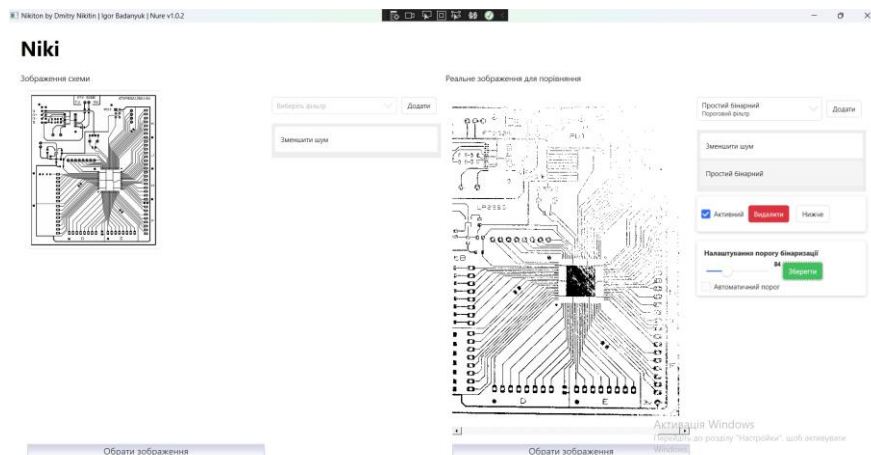 Nikiton by Dmitry Nikitin | Igor Badanyuk | Nure v1.0.2
Niki
Зображення схеми
Виберіть фільтр
Додати
Зменшити шум
Обрати зображення
Реальне зображення для порівняння
LP2980
D
E
Простий бінарний
Пороговий фільтр
Додати
Зменшити шум
Простий бінарний
Активний
Видалити
Нижче
Налаштування порогу бінаризації
84
Зберегти
Автоматичний поріг
Активація Windows
Перейдіть до розділу "Настройки", щоб активувати
Windows.
Обрати зображення